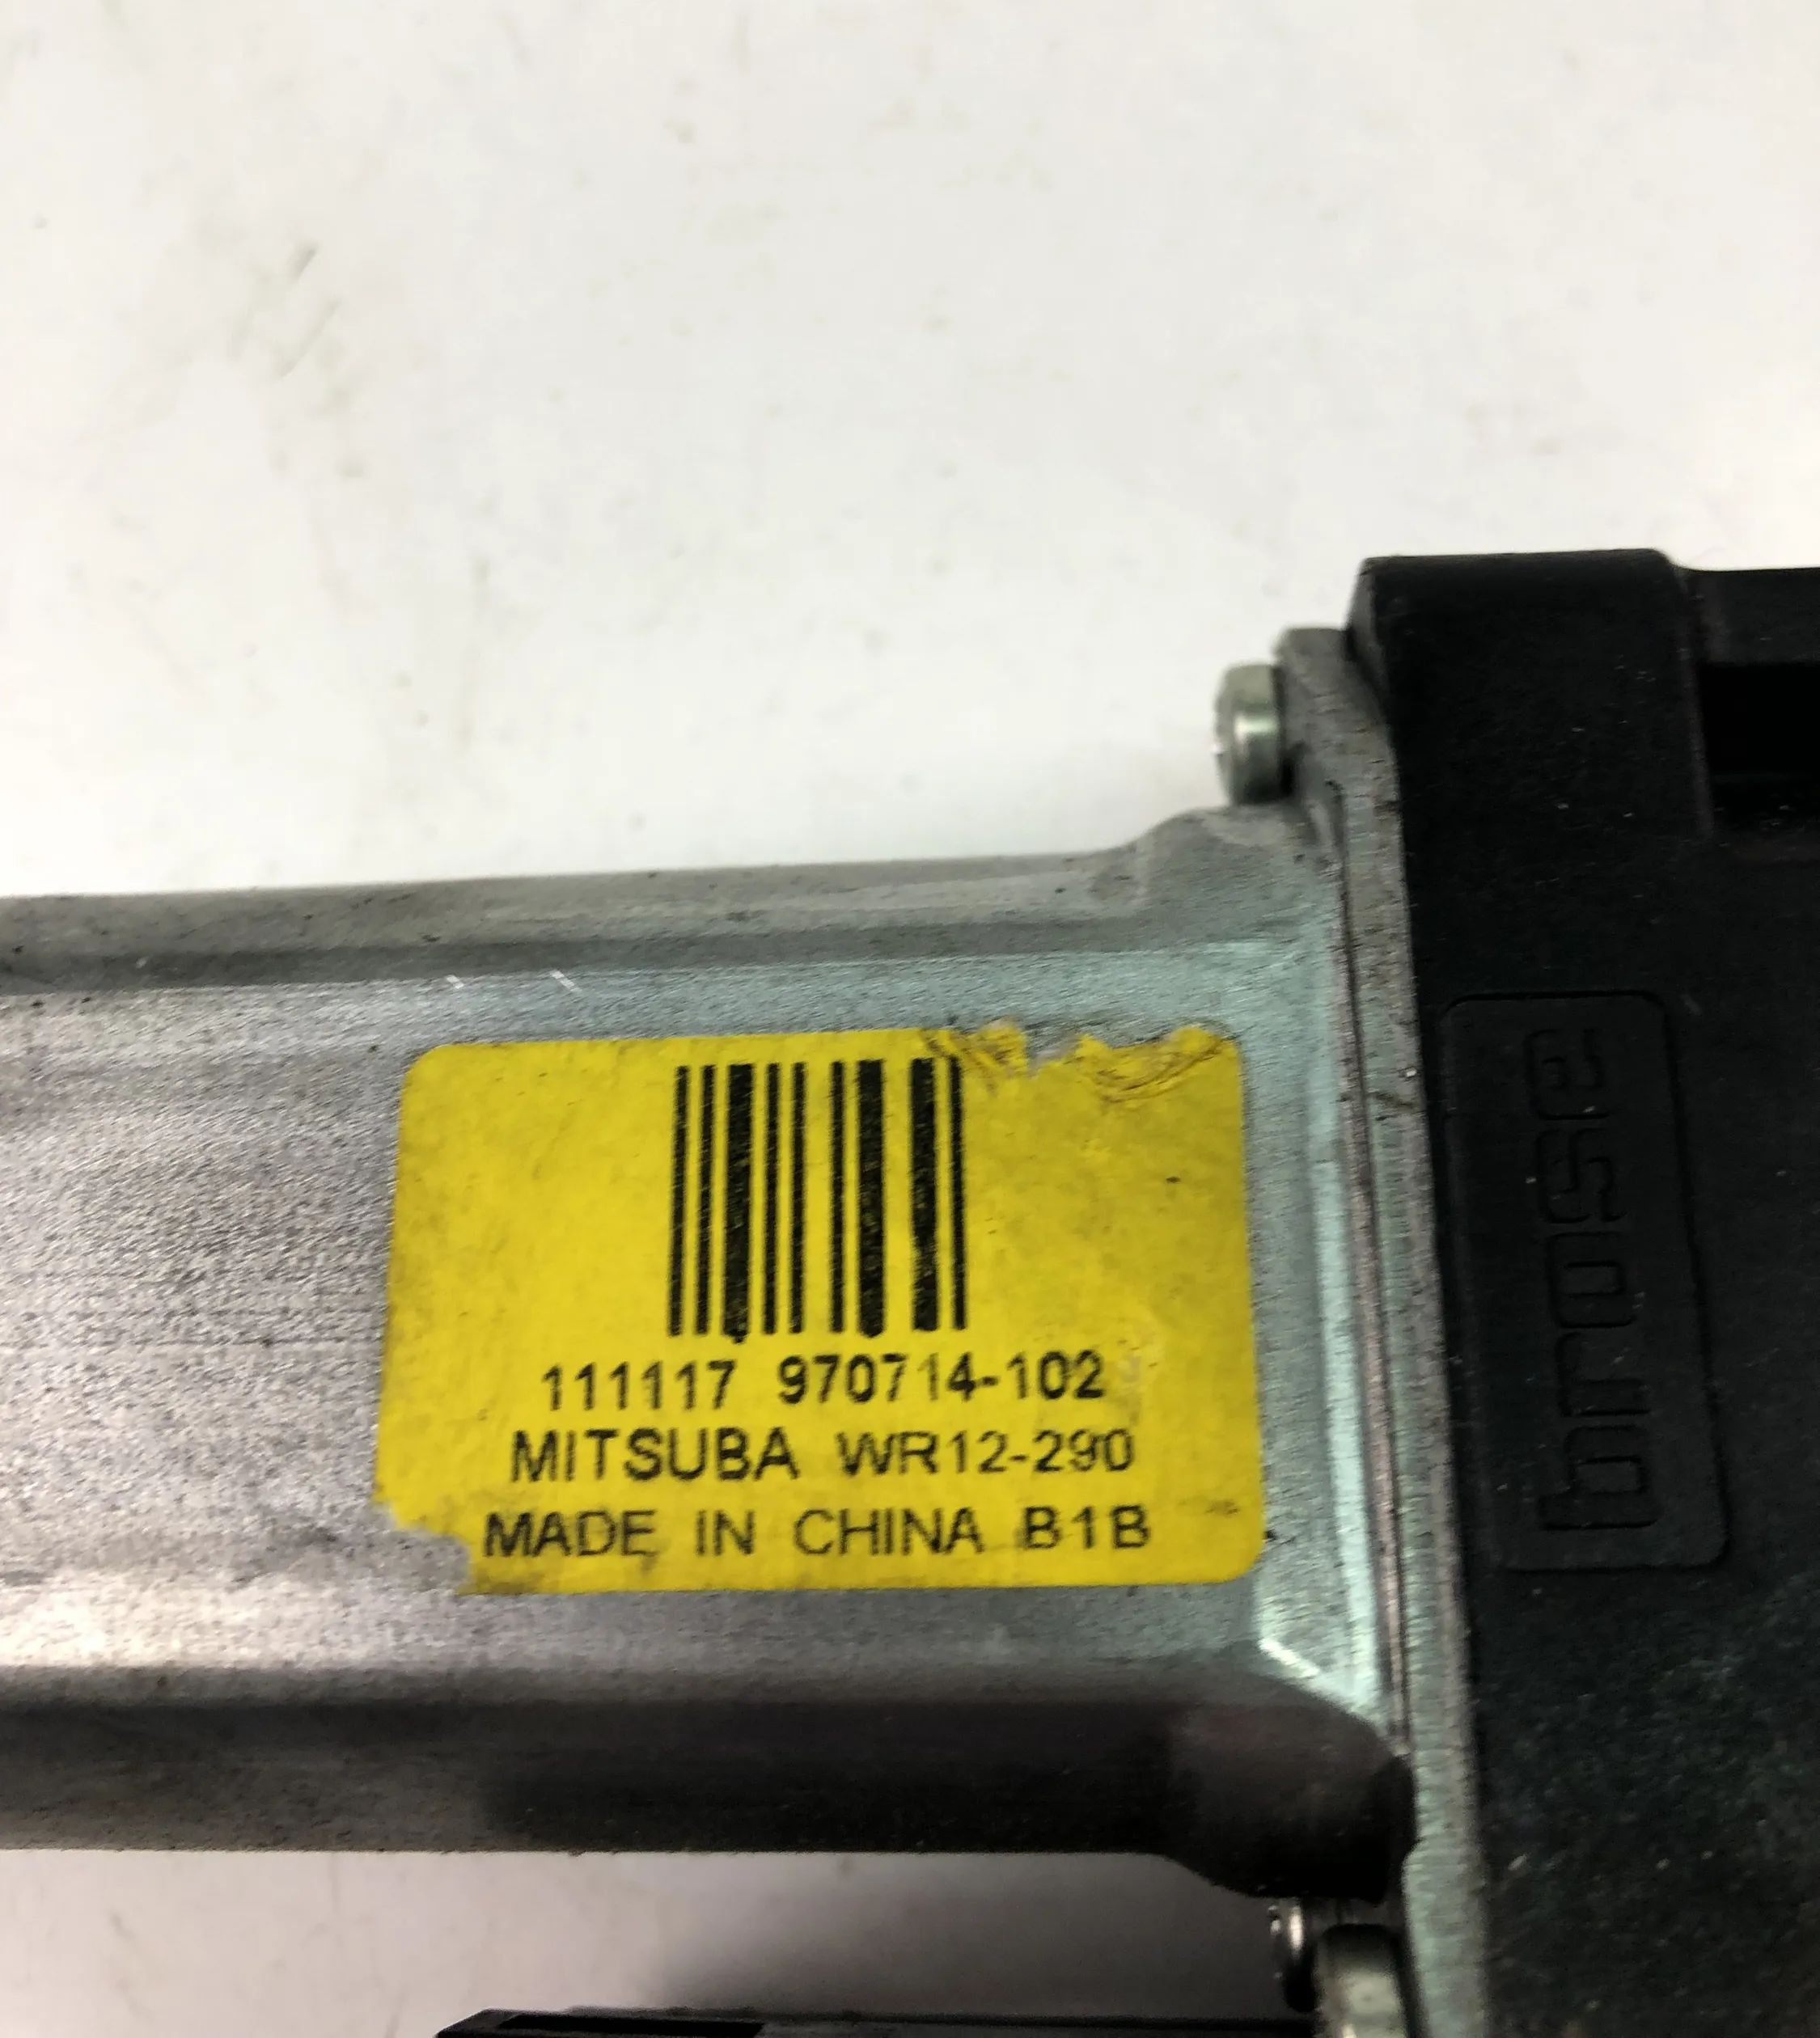 111117 970714-102
MITSUBA WR12-290
MADE IN CHINA B1B
brose